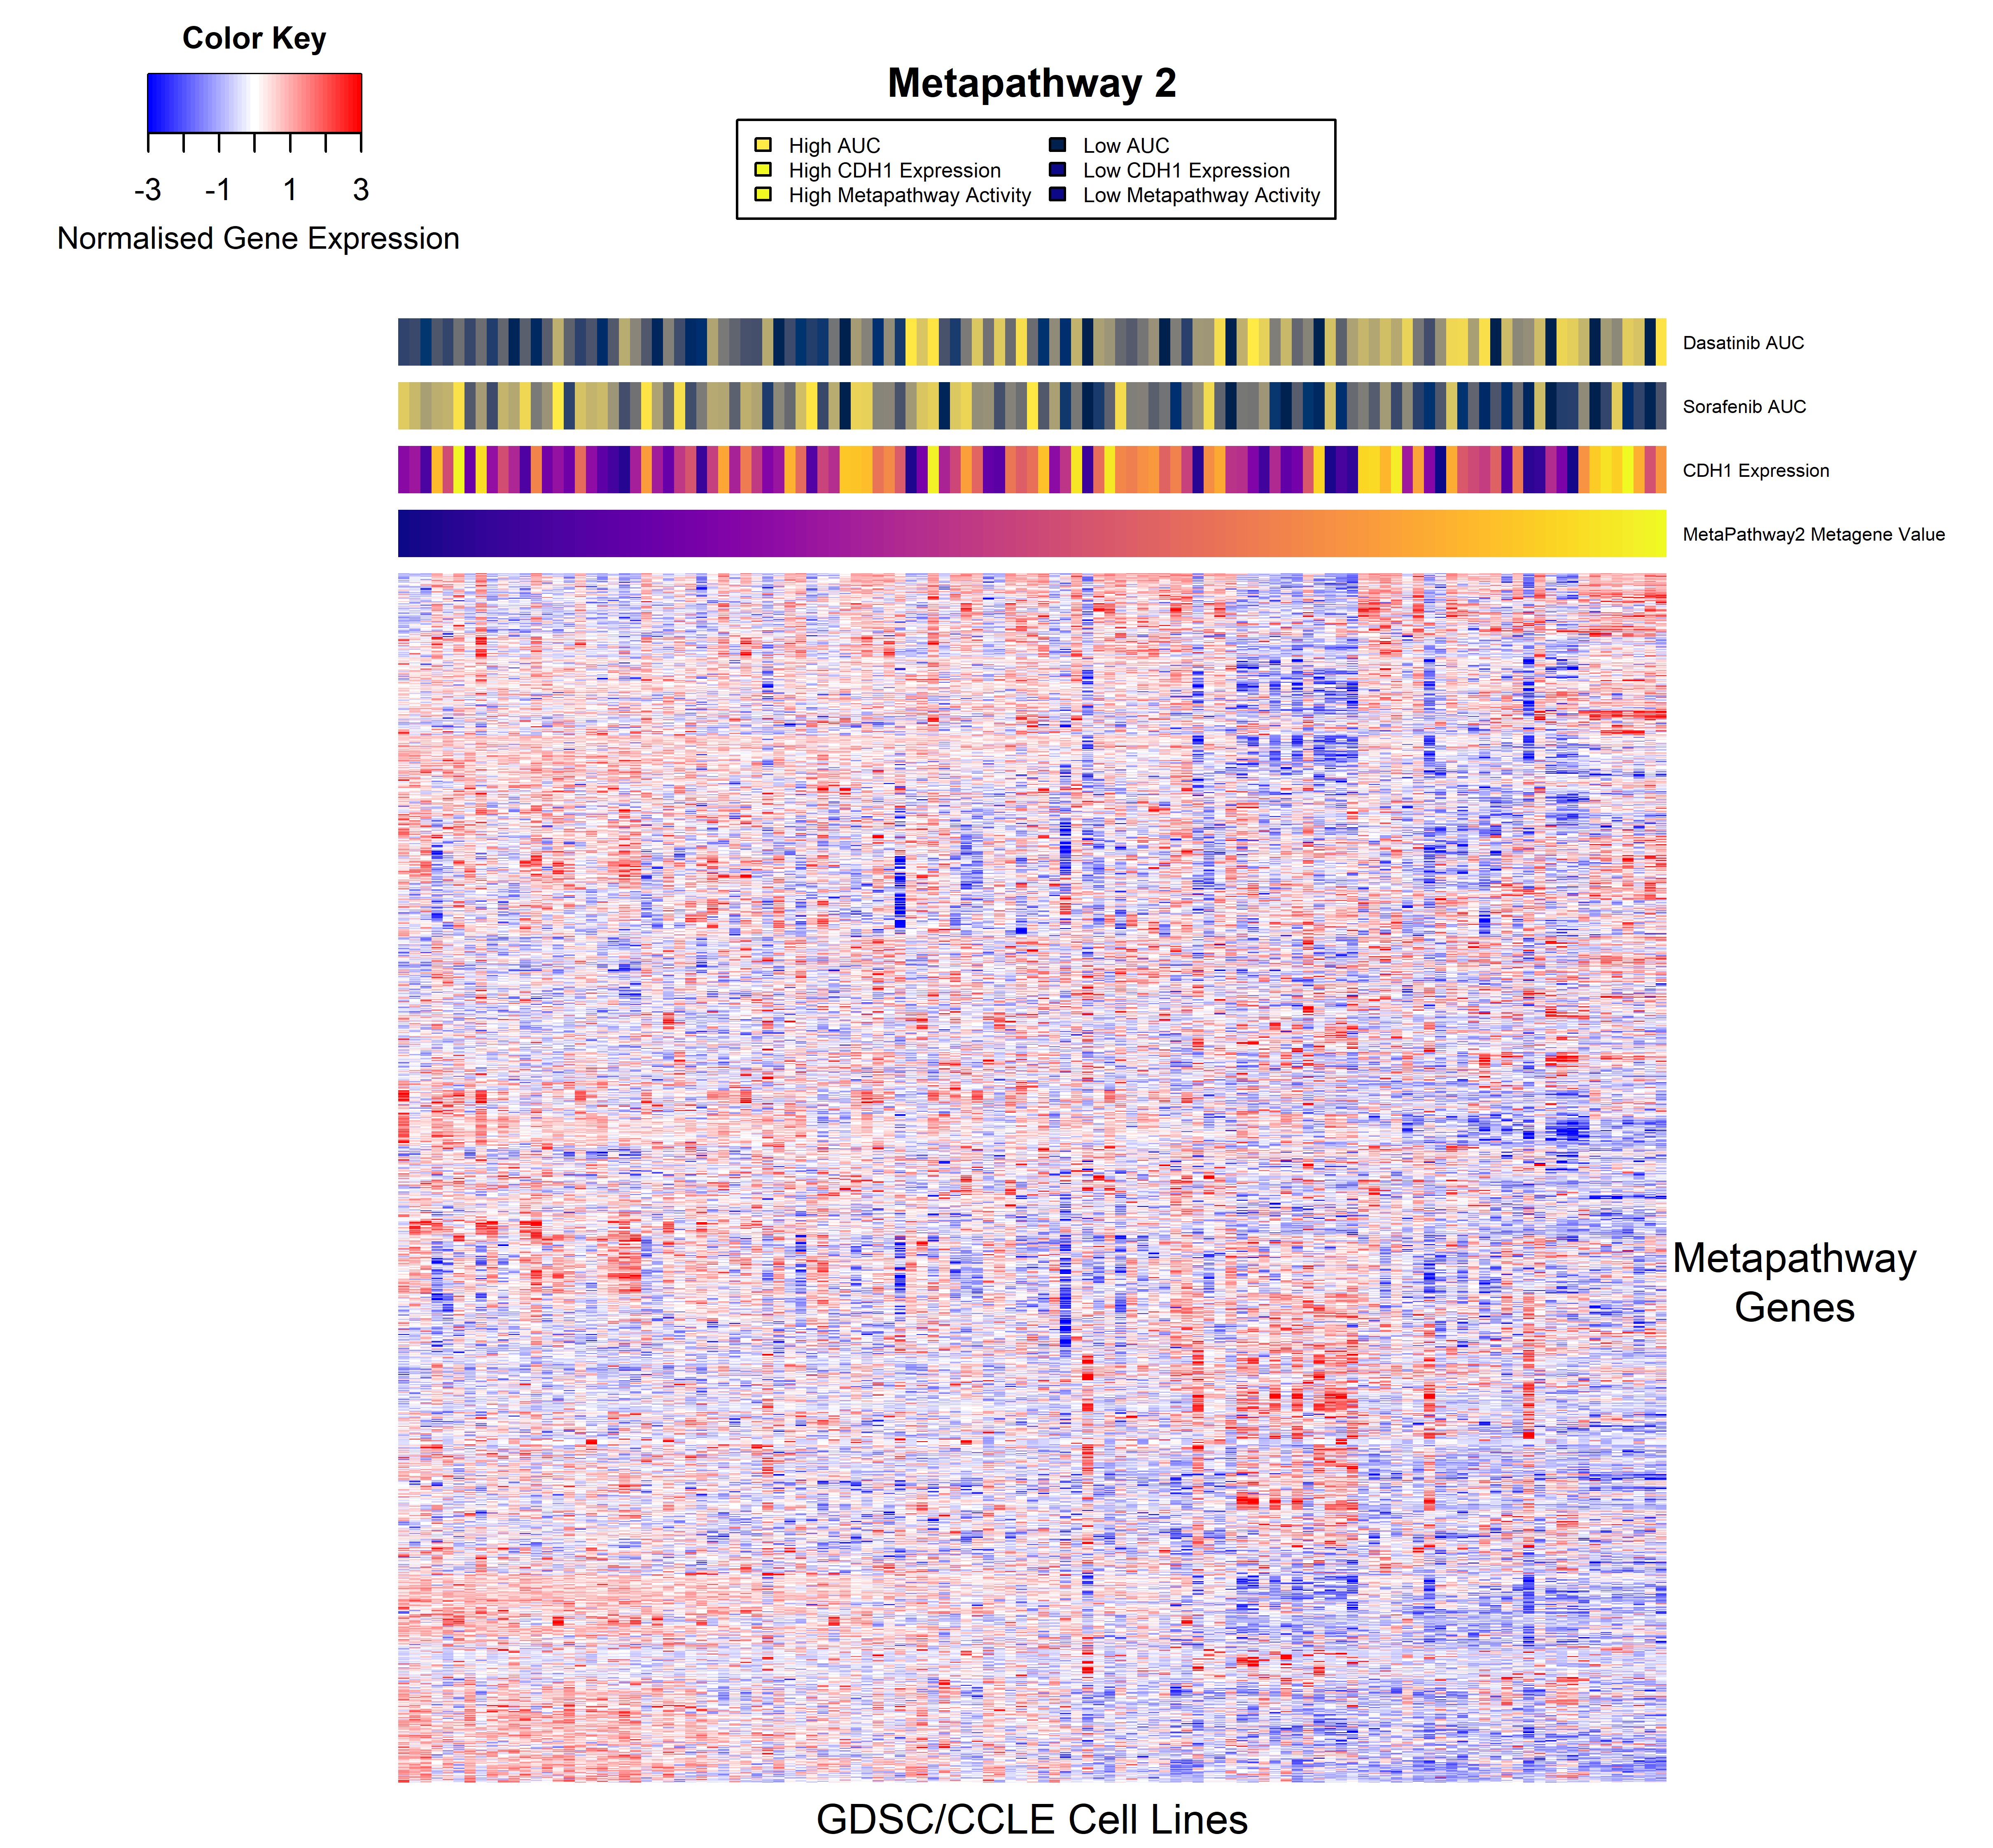 Color Key
-3 -1 1 3
Normalised Gene Expression
Metapathway 2
High AUC Low AUC
High CDH1 Expression Low CDH1 Expression
High Metapathway Activity Low Metapathway Activity
Dasatinib AUC
Sorafenib AUC
CDH1 Expression
MetaPathway2 Metagene Value
Metapathway
Genes
GDSC/CCLE Cell Lines